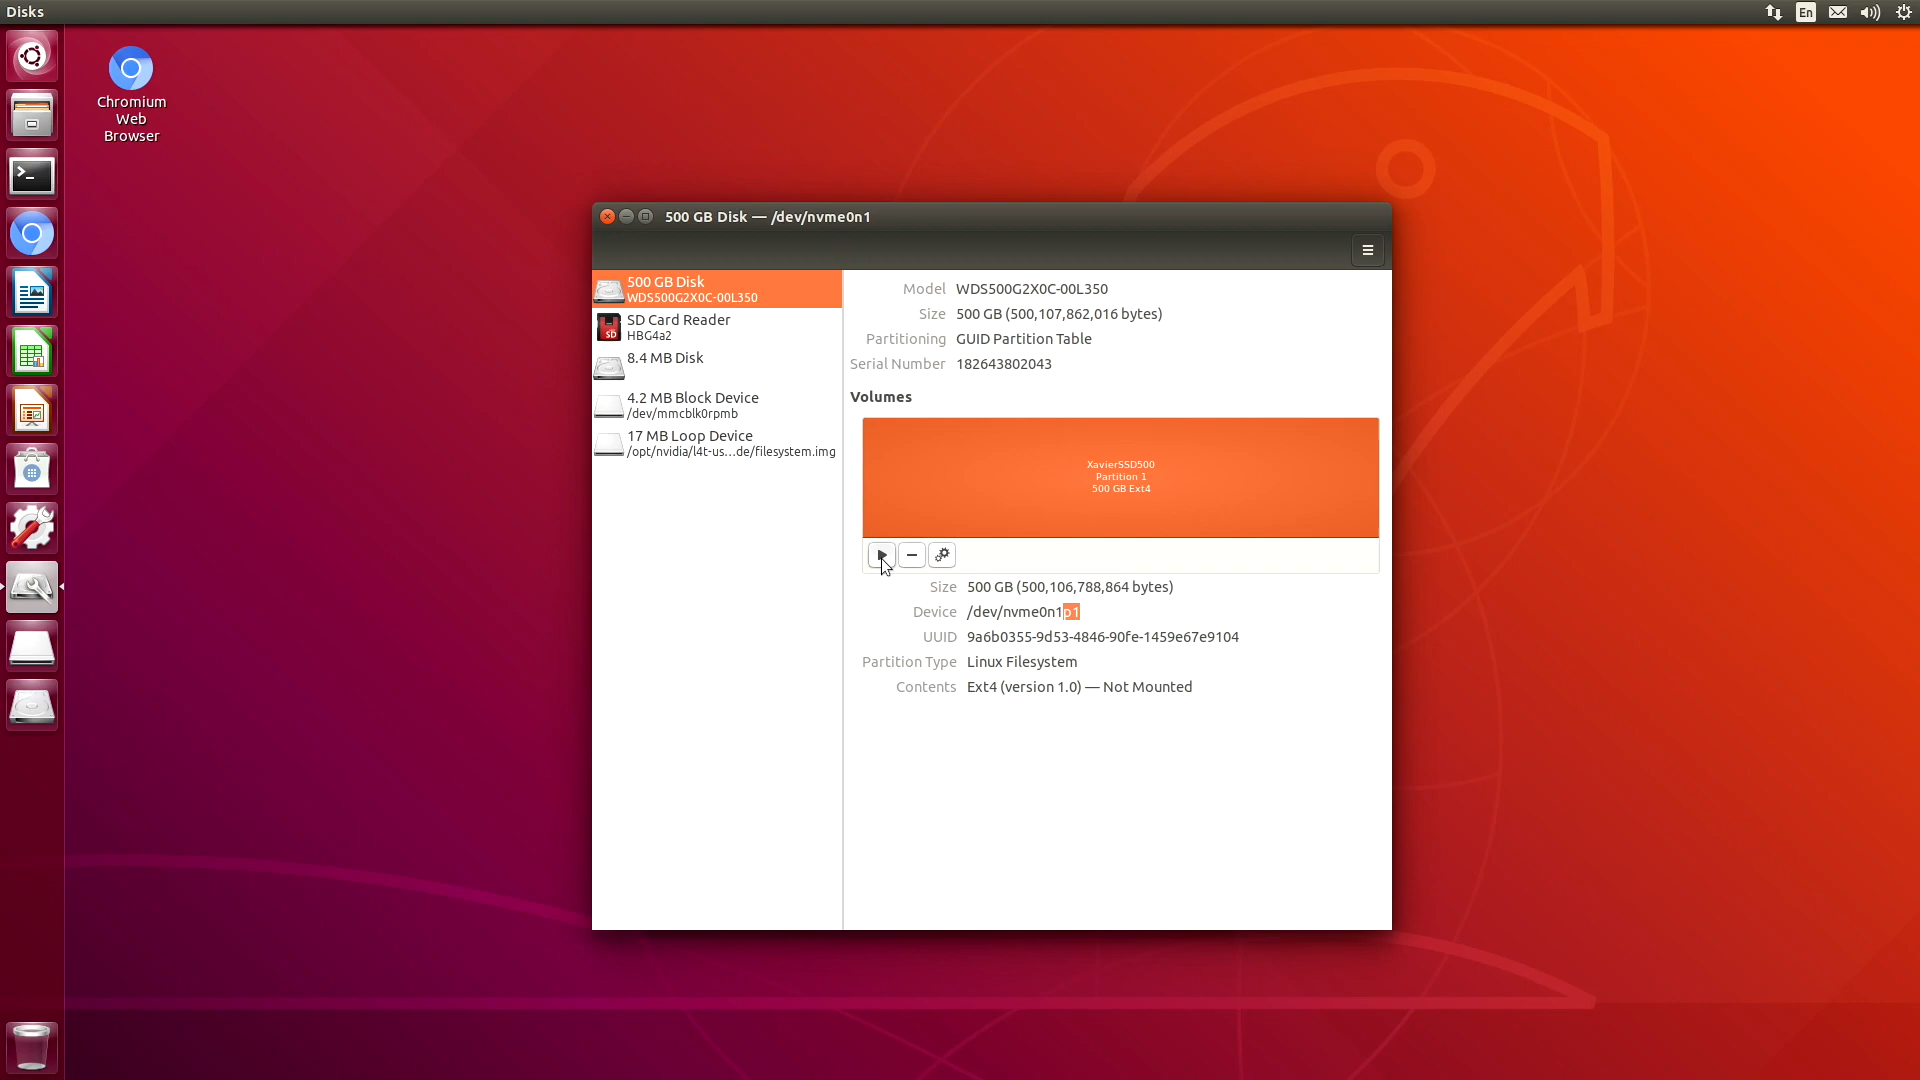 Disks
En
Chromium
Web
Browser
500 GB Disk — /dev/nvme0n1
500 GB Disk
WDS500G2X0C-00L350
SD Card Reader
HBG4a2
8.4 MB Disk
4.2 MB Block Device
/dev/mmcblk0rpmb
17 MB Loop Device
/opt/nvidia/l4t-us...de/filesystem.img
Model WDS500G2X0C-00L350
Size 500 GB (500,107,862,016 bytes)
Partitioning GUID Partition Table
Serial Number 182643802043
Volumes
XavierSSD500
Partition 1
500 GB Ext4
Size 500 GB (500,106,788,864 bytes)
Device /dev/nvme0n1p1
UUID 9a6b0355-9d53-4846-90fe-1459e67e9104
Partition Type Linux Filesystem
Contents Ext4 (version 1.0) — Not Mounted